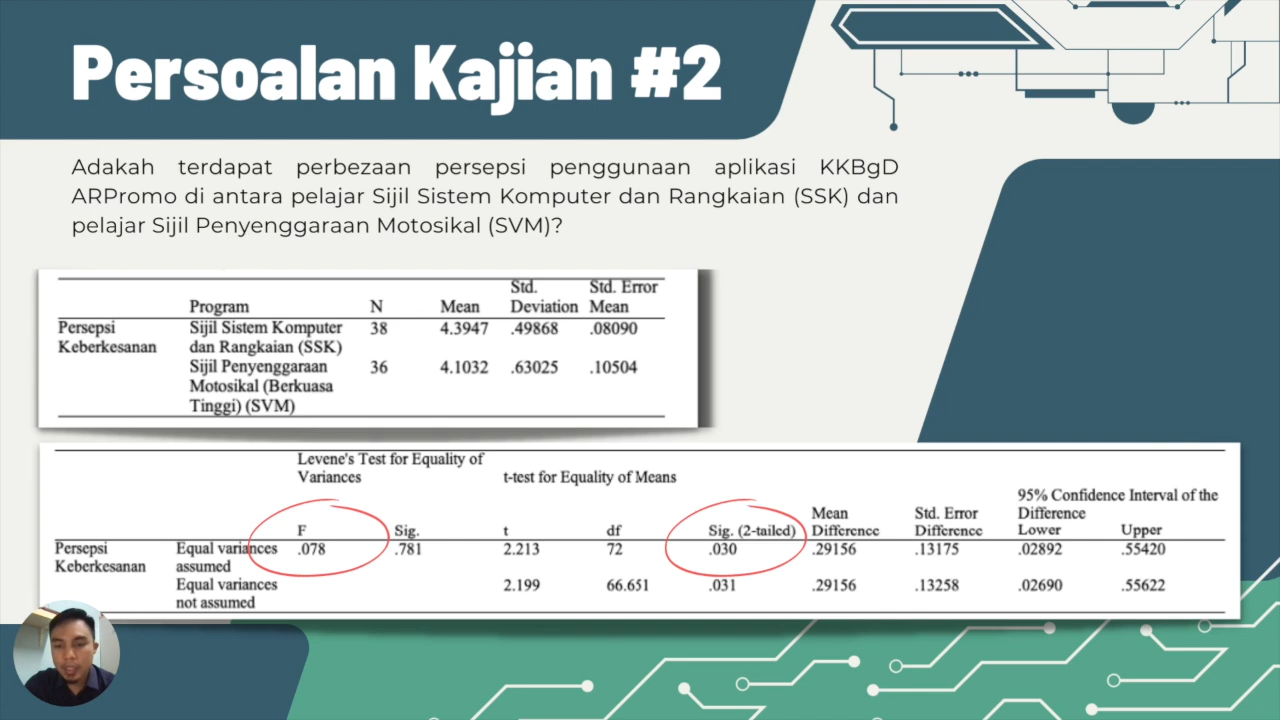 Persoalan Kajian #2
Adakah terdapat perbezaan persepsi penggunaan aplikasi KKBgD
ARPromo di antara pelajar Sijil Sistem Komputer dan Rangkaian (SSK) dan
pelajar Sijil Penyenggaraan Motosikal (SVM)?
Std. Std. Error
Program N Mean Deviation Mean
Persepsi Sijil Sistem Komputer 38 4.3947 .49868 .08090
Keberkesanan dan Rangkaian (SSK)
Sijil Penyenggaraan 36 4.1032 .63025 .10504
Motosikal (Berkuasa
Tinggi) (SVM)
Levene's Test for Equality of
Variances t-test for Equality of Means
95% Confidence Interval of the
Mean Std. Error Difference
F Sig. t df Sig. (2-tailed) Difference Difference Lower Upper
Persepsi Equal variances .078 .781 2.213 72 .030 .29156 .13175 .02892 .55420
Keberkesanan assumed
Equal variances 2.199 66.651 .031 .29156 .13258 .02690 .55622
not assumed